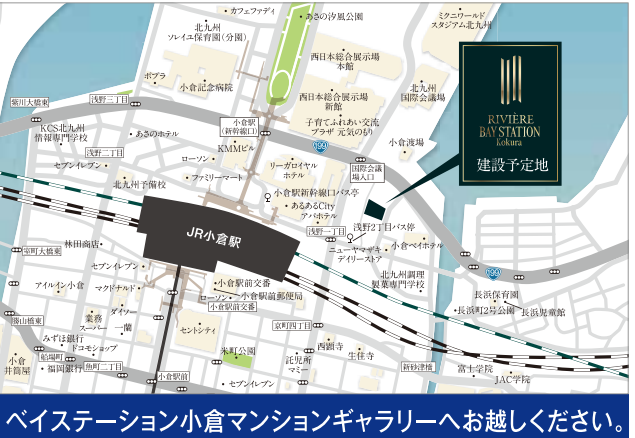 カフェファディ
あさの汐風公園
ミクニワールド
スタジアム北九州
北九州
ソレイユ保育園(分園)
西日本総合展示場
本館
ポプラ
小倉記念病院
北九州
国際会議場
RIVIÈRE
BAY STATION
Kokura
建設予定地
紫川大橋東
浅野三丁目
西日本総合展示場
新館
小倉駅
(新幹線口)
子育てふれあい交流
プラザ 元気のもり
KCS北九州
情報専門学校
あさのホテル
KMMビル
199
小倉渡場
浅野二丁目
ローソン
リーガロイヤル
ホテル
国際会議
場入口
セブンイレブン
北九州予備校
ファミリーマート
小倉駅新幹線口バス亭
あるあるCity
アパホテル
浅野2丁目バス停
浅野一丁目
JR小倉駅
ニューヤマザキ
デイリーストア
小倉ベイホテル
林田商店
室町大橋東
セブンイレブン
北九州調理
製菓専門学校
199
アイルイン小倉
マクドナルド
小倉駅前交番
ローソン
小倉駅前郵便局
小倉駅前交番
長浜保育園
長浜町2号公園
長浜児童館
勝山橋東
業務
スーパー
ダイソー
一蘭
セントシティ
京町四丁目
みずほ銀行
ドコモショップ
米町公園
西顕寺
生住寺
小倉
井筒屋
船場町
福岡銀行
魚町二丁目
小倉駅前
託児所
マミー
セブンイレブン
新砂津橋
富士学院
JAC学院
ベイステーション小倉マンションギャラリーへお越しください。